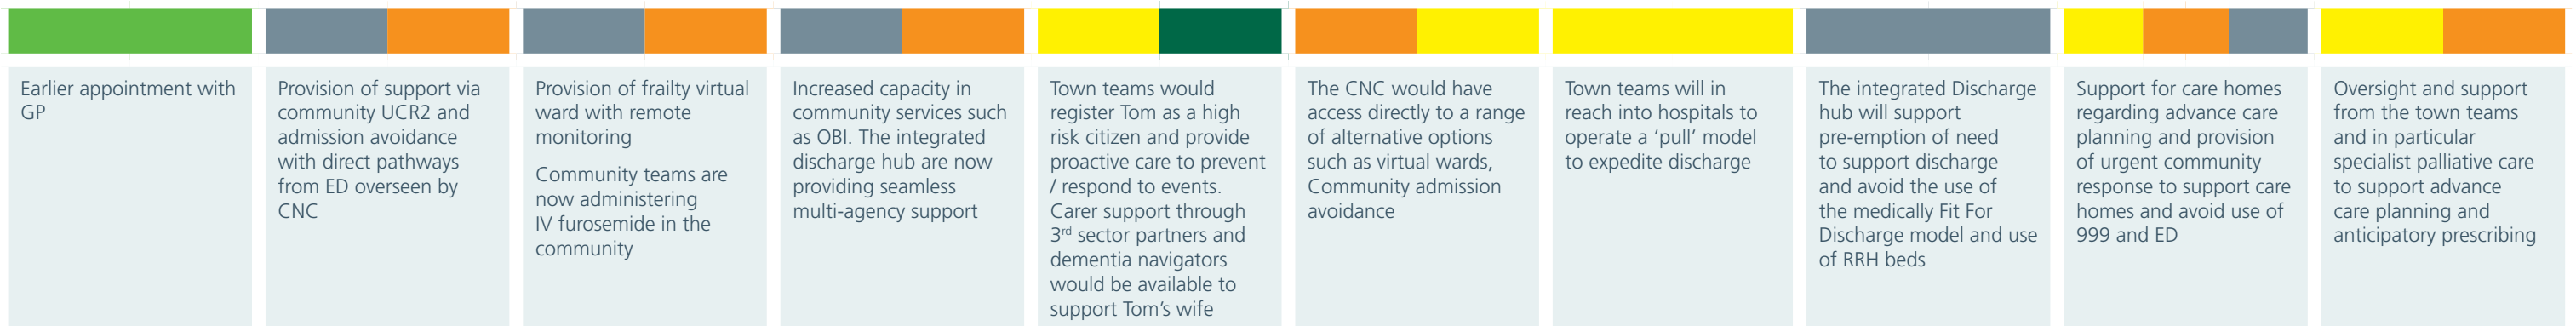 Earlier appointment with
GP
Provision of support via
community UCR2 and
admission avoidance
with direct pathways
from ED overseen by
CNC
Provision of frailty virtual
ward with remote
monitoring
Community teams are
now administering
IV furosemide in the
community
Increased capacity in
community services such
as OBI. The integrated
discharge hub are now
providing seamless
multi-agency support
Town teams would
register Tom as a high
risk citizen and provide
proactive care to prevent
/ respond to events.
Carer support through
3rd sector partners and
dementia navigators
would be available to
support Tom’s wife
The CNC would have
access directly to a range
of alternative options
such as virtual wards,
Community admission
avoidance
Town teams will in
reach into hospitals to
operate a ‘pull’ model
to expedite discharge
The integrated Discharge
hub will support
pre-emption of need
to support discharge
and avoid the use of
the medically Fit For
Discharge model and use
of RRH beds
Support for care homes
regarding advance care
planning and provision
of urgent community
response to support care
homes and avoid use of
999 and ED
Oversight and support
from the town teams
and in particular
specialist palliative care
to support advance
care planning and
anticipatory prescribing